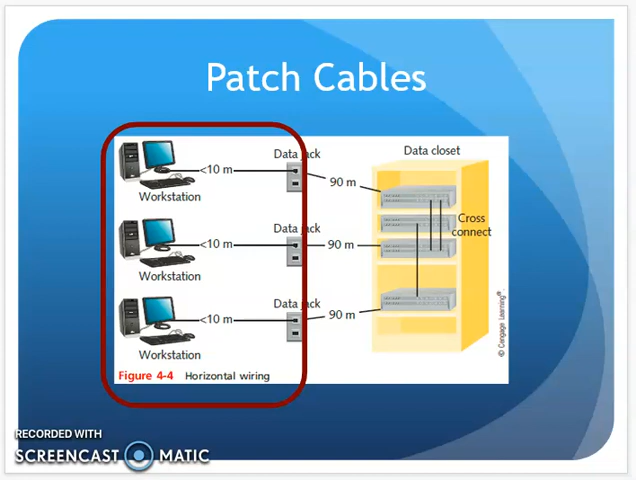 Patch Cables
Data jack
Data closet
<10 m
90 m
Workstation
Data jack
Cross
connect
<10 m
90 m
Workstation
Data jack
<10 m
90 m
Workstation
© Cengage Learning®.
Figure 4-4 Horizontal wiring
RECORDED WITH
SCREENCAST MATIC